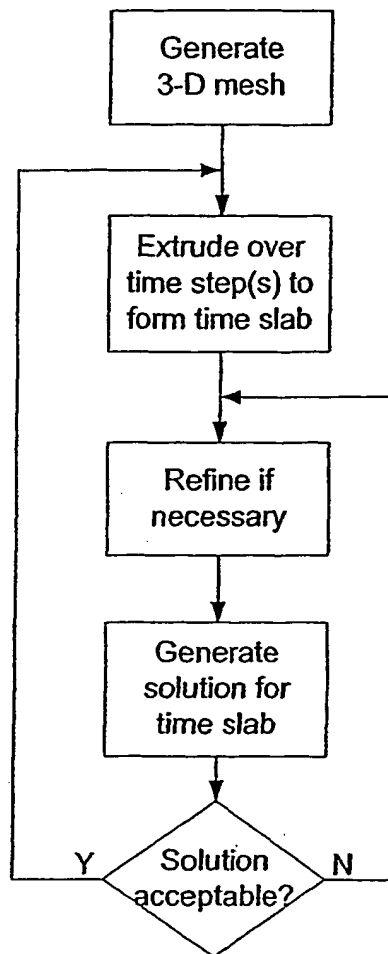 Generate
3-D mesh
Extrude over
time step(s) to
form time slab
Refine if
necessary
Generate
solution for
time slab
Y
Solution
acceptable?
N